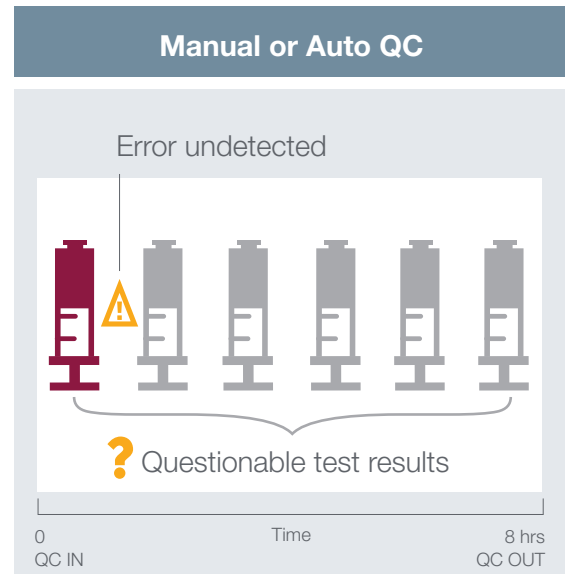 Manual or Auto QC
Error undetected
!
? Questionable test results
0 Time 8 hrs
QC IN QC OUT